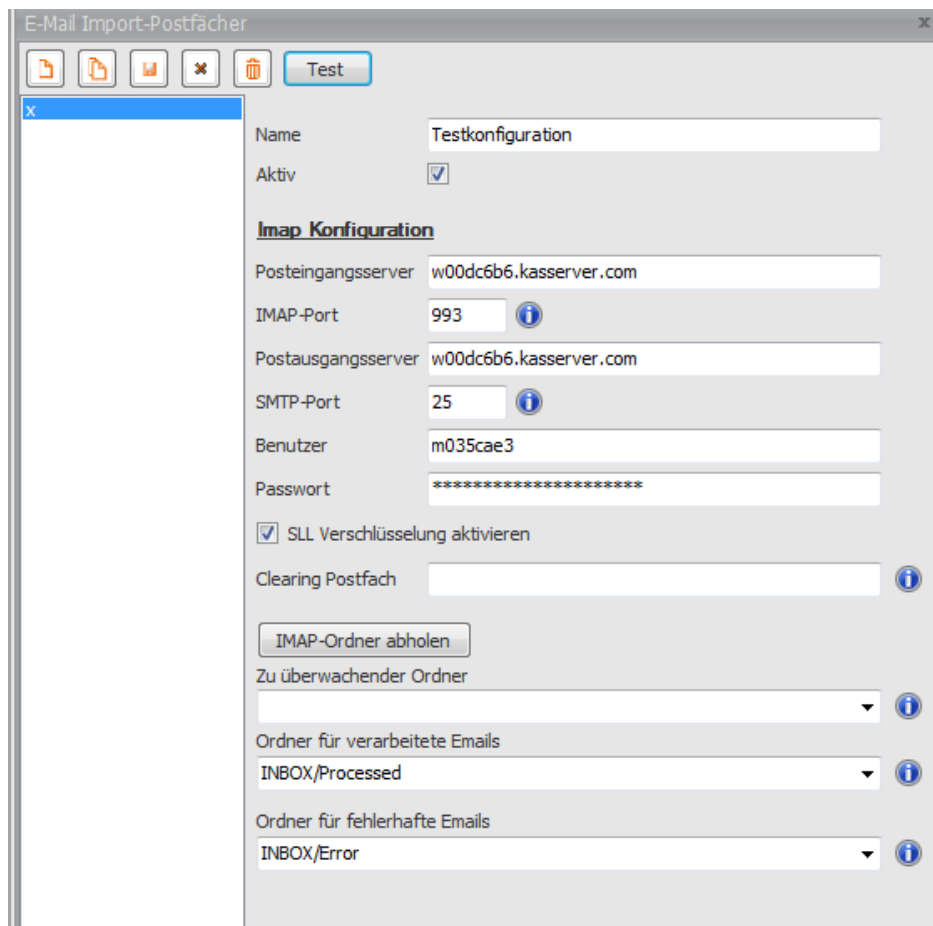 E-Mail Import-Postfächer
x
Test
x
Name Testkonfiguration
Aktiv
Imap Konfiguration
Posteingangsserver w00dc6b6.kasserver.com
IMAP-Port 993
Postausgangsserver w00dc6b6.kasserver.com
SMTP-Port 25
Benutzer m035cae3
Passwort *********************
SLL Verschlüsselung aktivieren
Clearing Postfach
IMAP-Ordner abholen
Zu überwachender Ordner
Ordner für verarbeitete Emails
INBOX/Processed
Ordner für fehlerhafte Emails
INBOX/Error